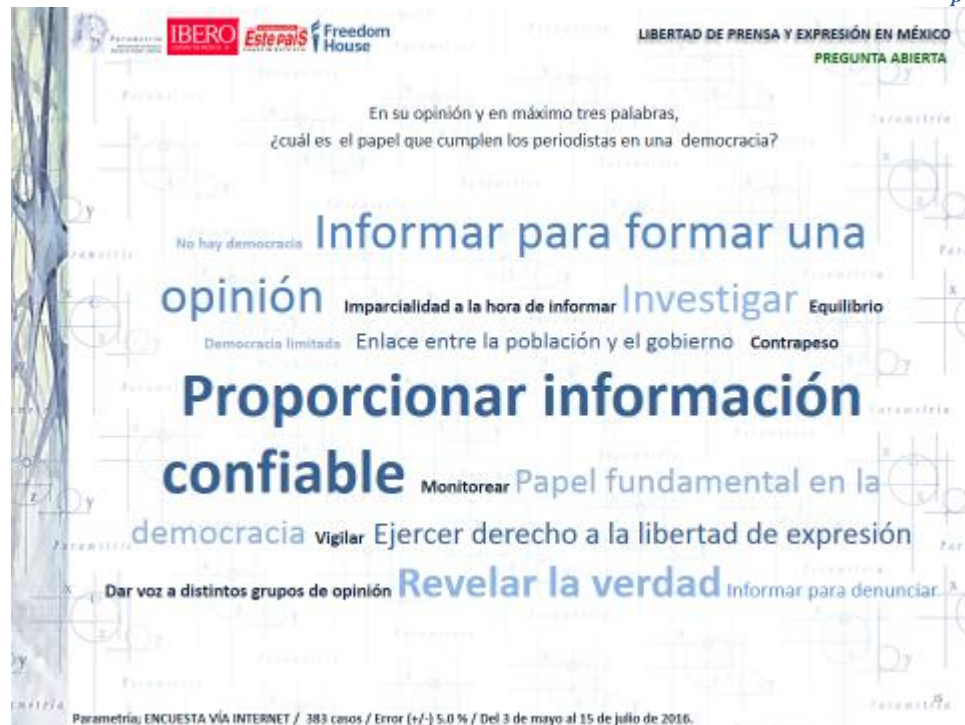 Parametría IBERO Este país Freedom House
LIBERTAD DE PRENSA Y EXPRESIÓN EN MÉXICO
PREGUNTA ABIERTA
En su opinión y en máximo tres palabras,
¿cuál es el papel que cumplen los periodistas en una democracia?
No hay democracia Informar para formar una
opinión Imparcialidad a la hora de informar Investigar Equilibrio
Democracia limitada Enlace entre la población y el gobierno Contrapeso
Proporcionar información
confiable Monitorear Papel fundamental en la
democracia Vigilar Ejercer derecho a la libertad de expresión
Dar voz a distintos grupos de opinión Revelar la verdad Informar para denunciar
15
Parametría; ENCUESTA VÍA INTERNET / 383 casos / Error (+/-) 5.0 % / Del 3 de mayo al 15 de julio de 2016.